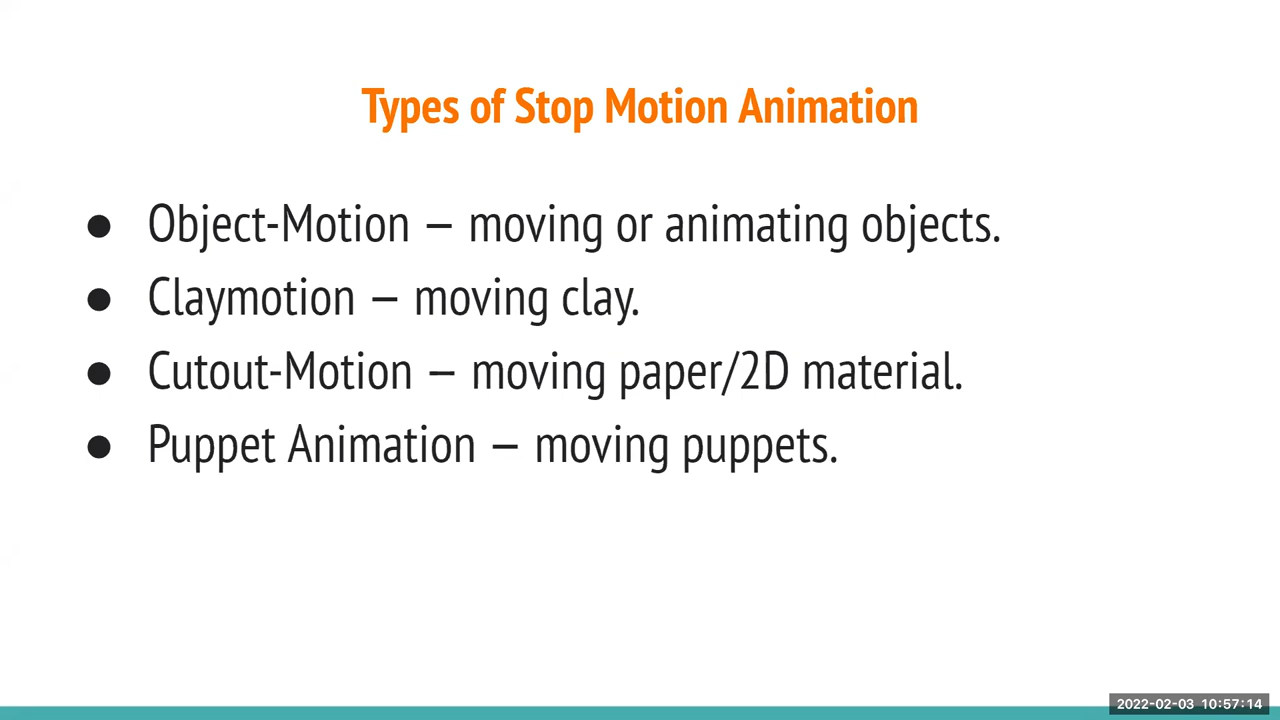 Types of Stop Motion Animation
● Object-Motion — moving or animating objects.
● Claymotion — moving clay.
● Cutout-Motion — moving paper/2D material.
● Puppet Animation — moving puppets.
2022-02-03 10:57:14